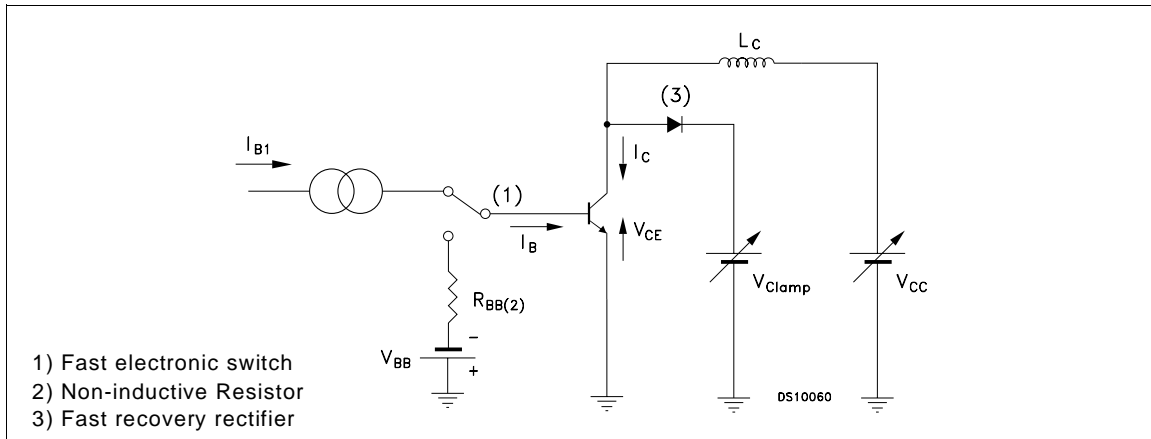 L_C
(3)
I_B1
I_C
(1)
I_B
V_CE
V_Clamp
V_CC
R_BB(2)
-
V_BB
+
DS10060
1) Fast electronic switch
2) Non-inductive Resistor
3) Fast recovery rectifier